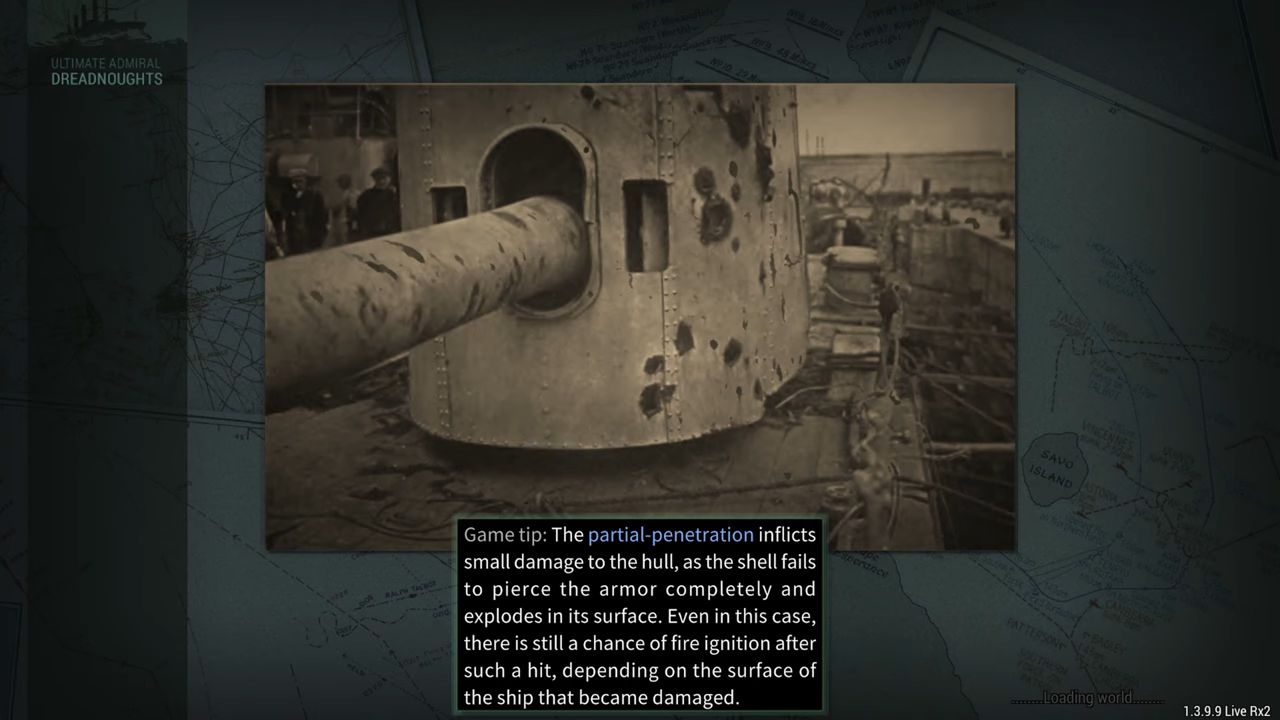 ULTIMATE ADMIRAL
DREADNOUGHTS
SAVO
ISLAND
Game tip: The partial-penetration inflicts
small damage to the hull, as the shell fails
to pierce the armor completely and
explodes in its surface. Even in this case,
there is still a chance of fire ignition after
such a hit, depending on the surface of
the ship that became damaged.
........Loading world........
1.3.9.9 Live Rx2